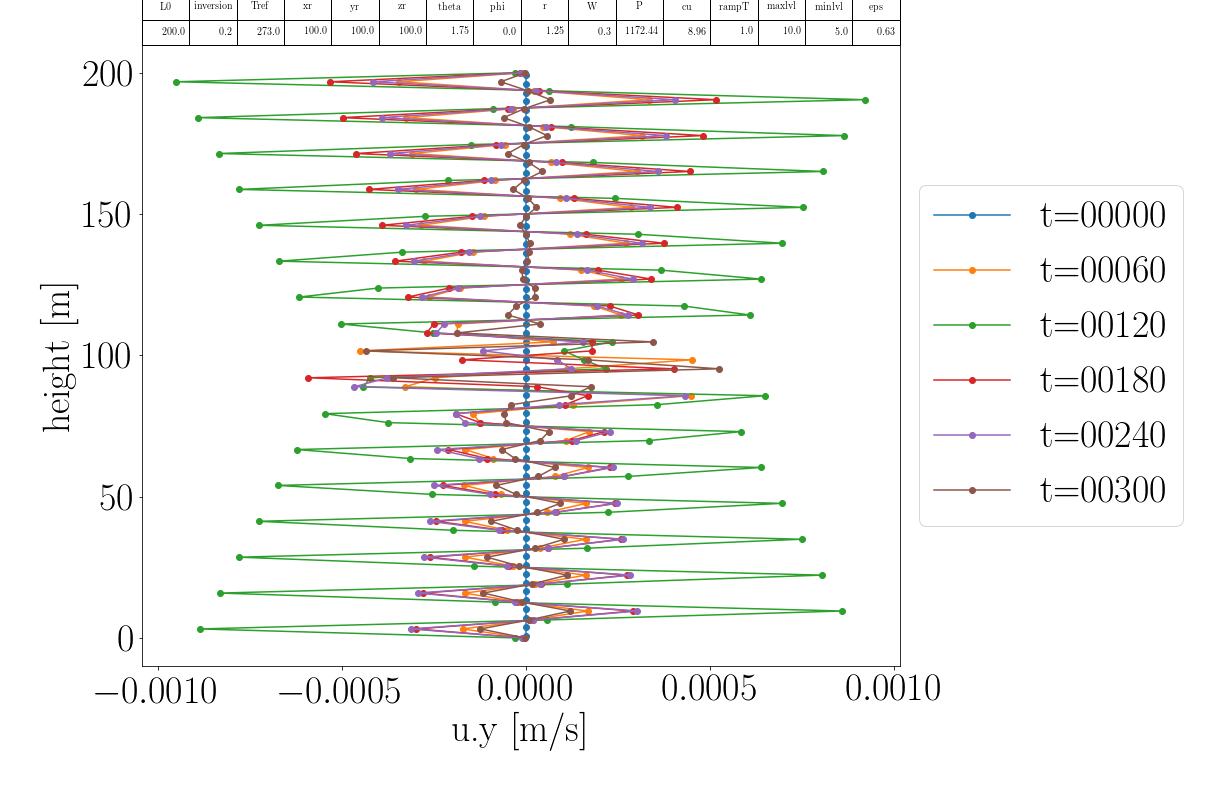 L0 inversion Tref xr yr zr theta phi r W P cu rampT maxlvl minlvl eps
200.0 0.2 273.0 100.0 100.0 100.0 1.75 0.0 1.25 0.3 1172.44 8.96 1.0 10.0 5.0 0.63
200
150
100
50
0
height [m]
t=00000
t=00060
t=00120
t=00180
t=00240
t=00300
−0.0010 −0.0005 0.0000 0.0005 0.0010
u.y [m/s]